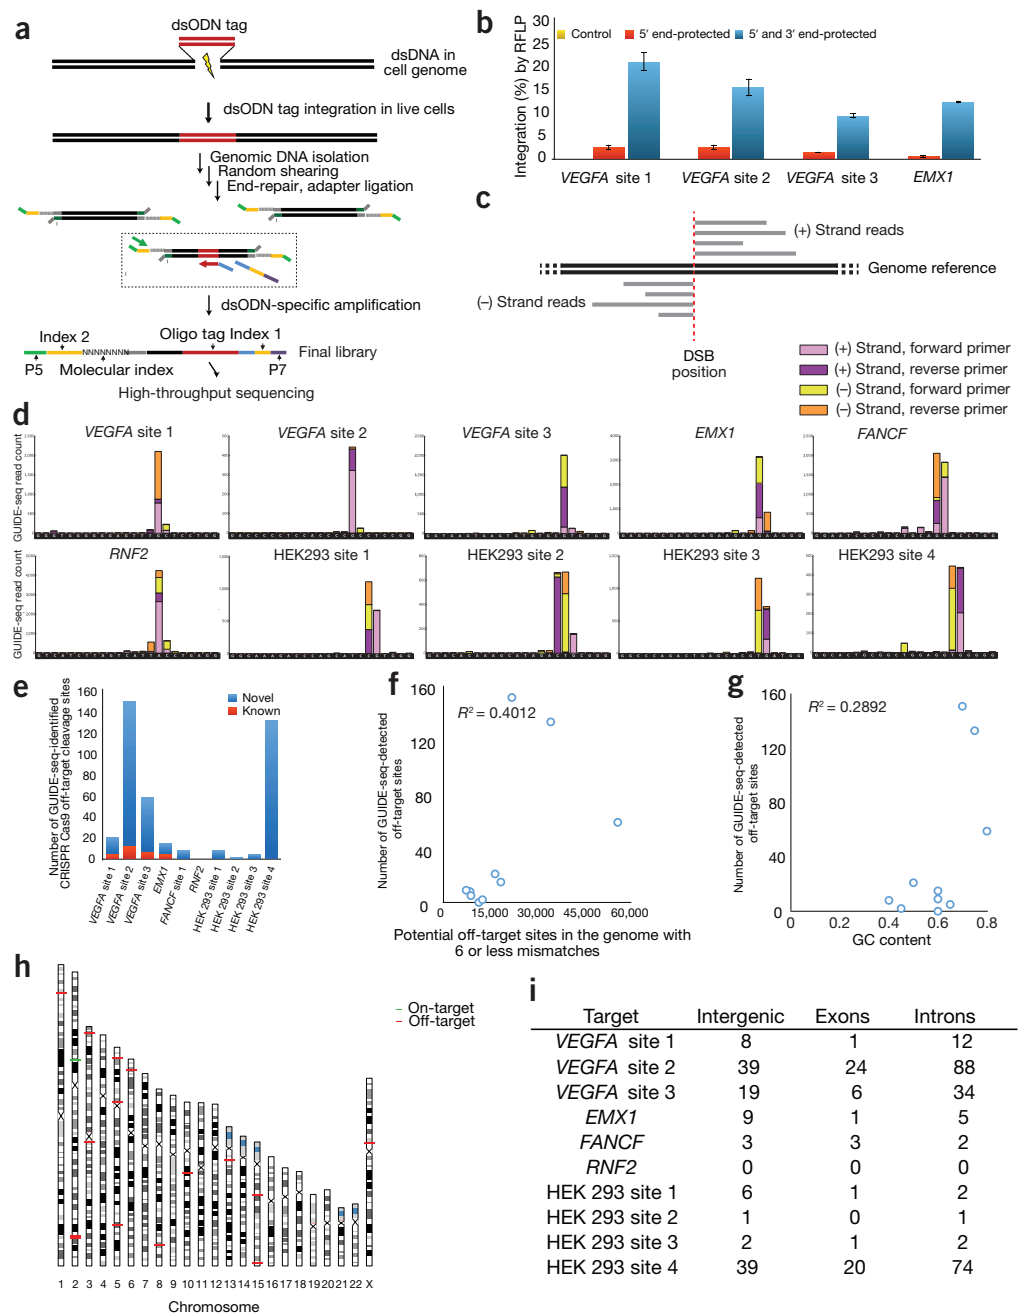 a
dsODN tag
dsDNA in
cell genome
dsODN tag integration in live cells
Genomic DNA isolation
Random shearing
End-repair, adapter ligation
dsODN-specific amplification
Index 2
Oligo tag Index 1
NNNNNNNN
Final library
P5
Molecular index
P7
High-throughput sequencing
b
Integration (%) by RFLP
30
25
20
15
10
5
0
Control
5′ end-protected
5′ and 3′ end-protected
VEGFA site 1
VEGFA site 2
VEGFA site 3
EMX1
c
(+) Strand reads
Genome reference
(–) Strand reads
DSB
position
(+) Strand, forward primer
(+) Strand, reverse primer
(–) Strand, forward primer
(–) Strand, reverse primer
d
VEGFA site 1
VEGFA site 2
VEGFA site 3
EMX1
FANCF
GUIDE-seq read count
RNF2
HEK293 site 1
HEK293 site 2
HEK293 site 3
HEK293 site 4
GUIDE-seq read count
e
Number of GUIDE-seq-identified
CRISPR Cas9 off-target cleavage sites
160
140
120
100
80
60
40
20
0
Novel
Known
VEGFA site 1
VEGFA site 2
VEGFA site 3
EMX1
FANCF site 1
RNF2
HEK 293 site 1
HEK 293 site 2
HEK 293 site 3
HEK 293 site 4
f
Number of GUIDE-seq-detected
off-target sites
R² = 0.4012
160
120
80
40
0
0
15,000
30,000
45,000
60,000
Potential off-target sites in the genome with
6 or less mismatches
g
Number of GUIDE-seq-detected
off-target sites
R² = 0.2892
160
120
80
40
0
0
0.2
0.4
0.6
0.8
GC content
h
On-target
Off-target
1 2 3 4 5 6 7 8 9 10 11 12 13 14 15 16 17 18 19 20 21 22 X
Chromosome
i
Target Intergenic Exons Introns
VEGFA site 1 8 1 12
VEGFA site 2 39 24 88
VEGFA site 3 19 6 34
EMX1 9 1 5
FANCF 3 3 2
RNF2 0 0 0
HEK 293 site 1 6 1 2
HEK 293 site 2 1 0 1
HEK 293 site 3 2 1 2
HEK 293 site 4 39 20 74